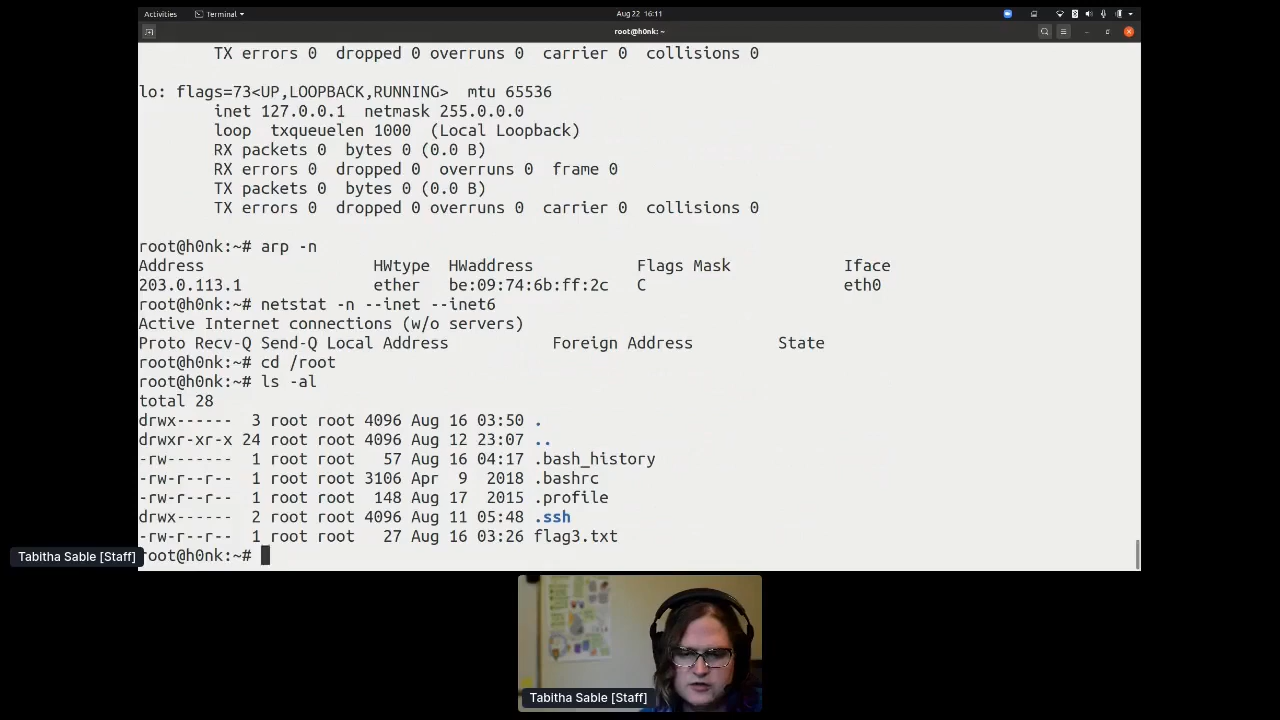 Activities Terminal Aug 22 16:11
root@h0nk: ~
TX errors 0  dropped 0 overruns 0  carrier 0  collisions 0
lo: flags=73<UP,LOOPBACK,RUNNING>  mtu 65536
inet 127.0.0.1  netmask 255.0.0.0
loop  txqueuelen 1000  (Local Loopback)
RX packets 0  bytes 0 (0.0 B)
RX errors 0  dropped 0  overruns 0  frame 0
TX packets 0  bytes 0 (0.0 B)
TX errors 0  dropped 0 overruns 0  carrier 0  collisions 0
root@h0nk:~# arp -n
Address                  HWtype  HWaddress           Flags Mask            Iface
203.0.113.1              ether   be:09:74:6b:ff:2c   C                     eth0
root@h0nk:~# netstat -n --inet --inet6
Active Internet connections (w/o servers)
Proto Recv-Q Send-Q Local Address           Foreign Address         State
root@h0nk:~# cd /root
root@h0nk:~# ls -al
total 28
drwx------  3 root root 4096 Aug 16 03:50 .
drwxr-xr-x 24 root root 4096 Aug 12 23:07 ..
-rw-------  1 root root   57 Aug 16 04:17 .bash_history
-rw-r--r--  1 root root 3106 Apr  9  2018 .bashrc
-rw-r--r--  1 root root  148 Aug 17  2015 .profile
drwx------  2 root root 4096 Aug 11 05:48 .ssh
-rw-r--r--  1 root root   27 Aug 16 03:26 flag3.txt
Tabitha Sable [Staff]
root@h0nk:~#
Tabitha Sable [Staff]